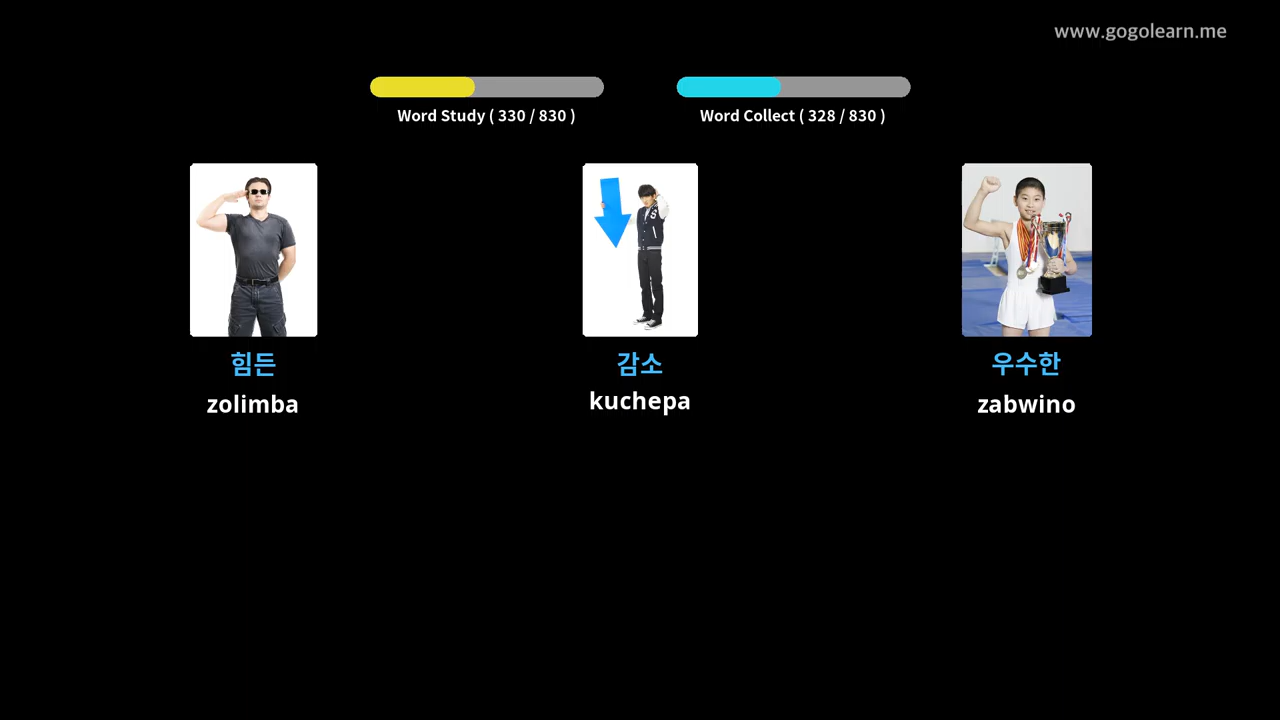 www.gogolearn.me
Word Study ( 330 / 830 )
Word Collect ( 328 / 830 )
힘든
zolimba
감소
kuchepa
우수한
zabwino